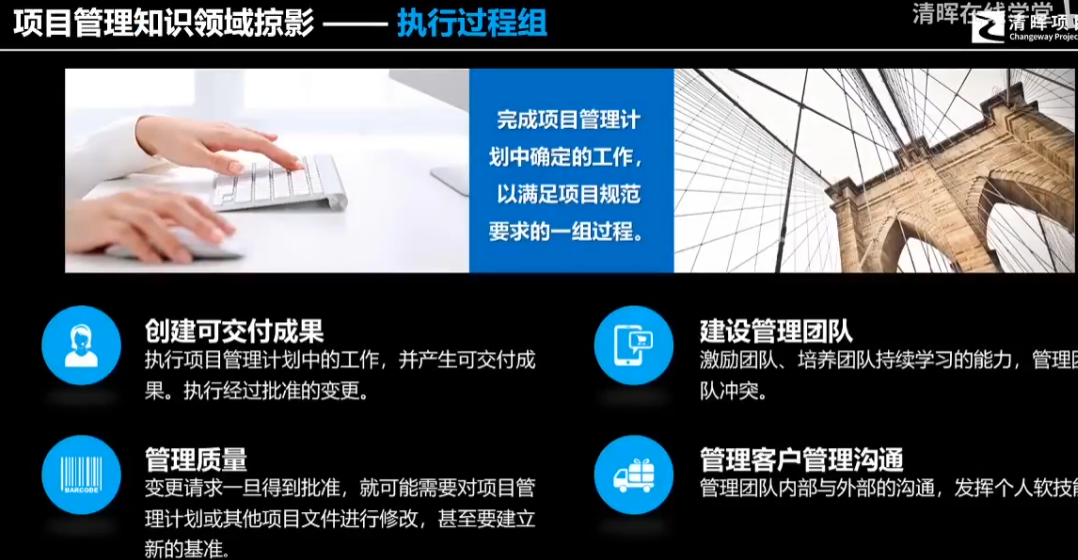 项目管理知识领域掠影 —— 执行过程组
清晖在线学堂
清晖项目
Changeway Projec
完成项目管理计
划中确定的工作，
以满足项目规范
要求的一组过程。
创建可交付成果
执行项目管理计划中的工作，并产生可交付成
果。执行经过批准的变更。
建设管理团队
激励团队、培养团队持续学习的能力，管理团
队冲突。
BARCODE
管理质量
变更请求一旦得到批准，就可能需要对项目管
理计划或其他项目文件进行修改，甚至要建立
新的基准。
管理客户管理沟通
管理团队内部与外部的沟通，发挥个人软技能